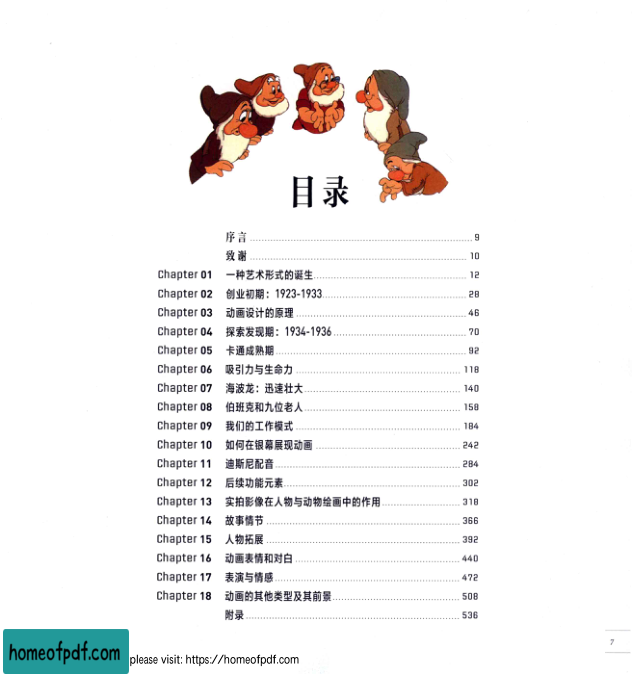 目录
序言 9
致谢 10
Chapter 01 一种艺术形式的诞生 12
Chapter 02 创业初期：1923-1933 28
Chapter 03 动画设计的原理 46
Chapter 04 探索发现期：1934-1936 70
Chapter 05 卡通成熟期 92
Chapter 06 吸引力与生命力 118
Chapter 07 海波龙：迅速壮大 140
Chapter 08 伯班克和九位老人 158
Chapter 09 我们的工作模式 184
Chapter 10 如何在银幕展现动画 242
Chapter 11 迪斯尼配音 284
Chapter 12 后续功能元素 302
Chapter 13 实拍影像在人物与动物绘画中的作用 318
Chapter 14 故事情节 366
Chapter 15 人物拓展 392
Chapter 16 动画表情和对白 440
Chapter 17 表演与情感 472
Chapter 18 动画的其他类型及其前景 508
附录 536
7
homeofpdf.com please visit: https://homeofpdf.com